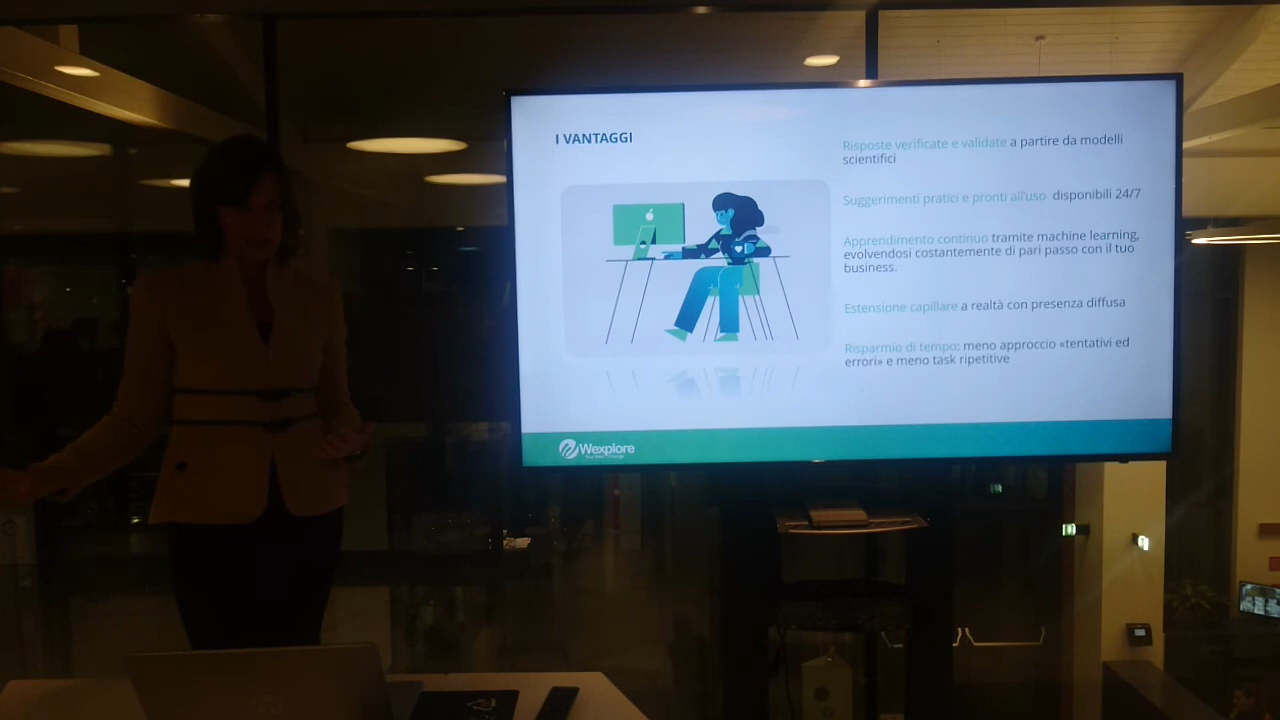 I VANTAGGI
Risposte verificate e validate a partire da modelli
scientifici
Suggerimenti pratici e pronti all'uso disponibili 24/7
Apprendimento continuo tramite machine learning,
evolvendosi costantemente di pari passo con il tuo
business.
Estensione capillare a realtà con presenza diffusa
Risparmio di tempo: meno approccio «tentativi ed
errori» e meno task ripetitive
Wexplore